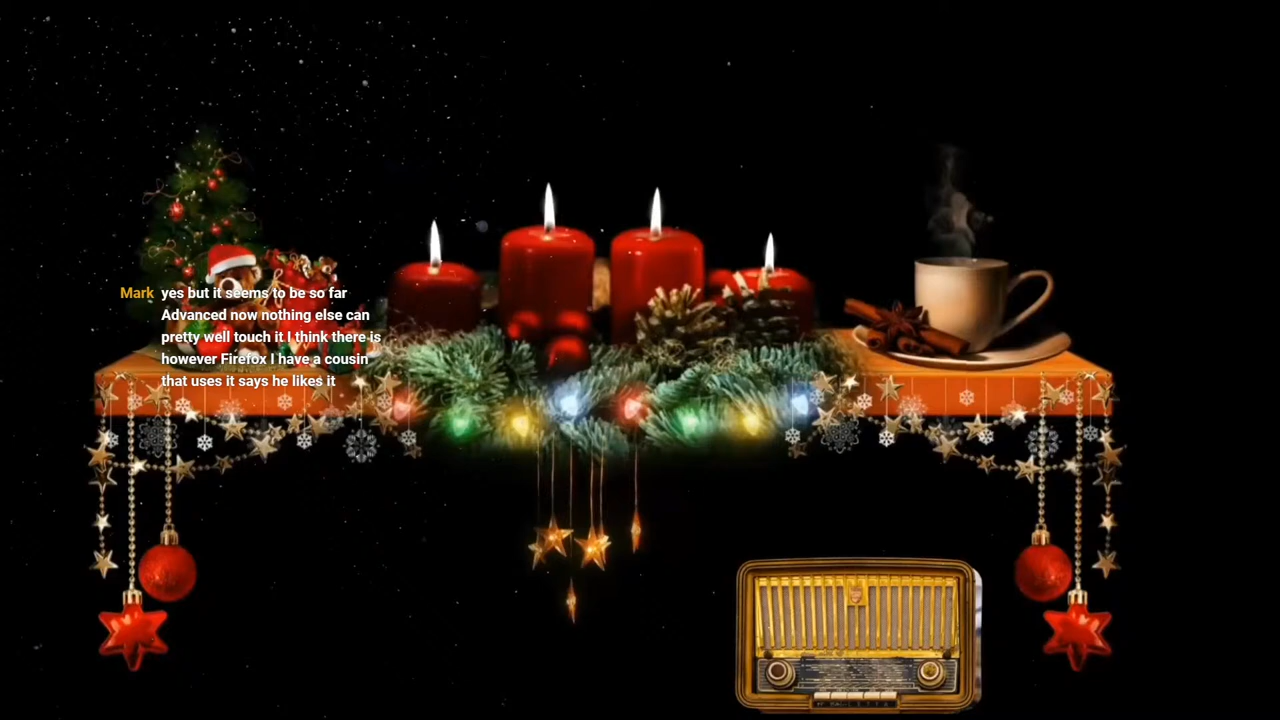 Mark yes but it seems to be so far
Advanced now nothing else can
pretty well touch it I think there is
however Firefox I have a cousin
that uses it says he likes it